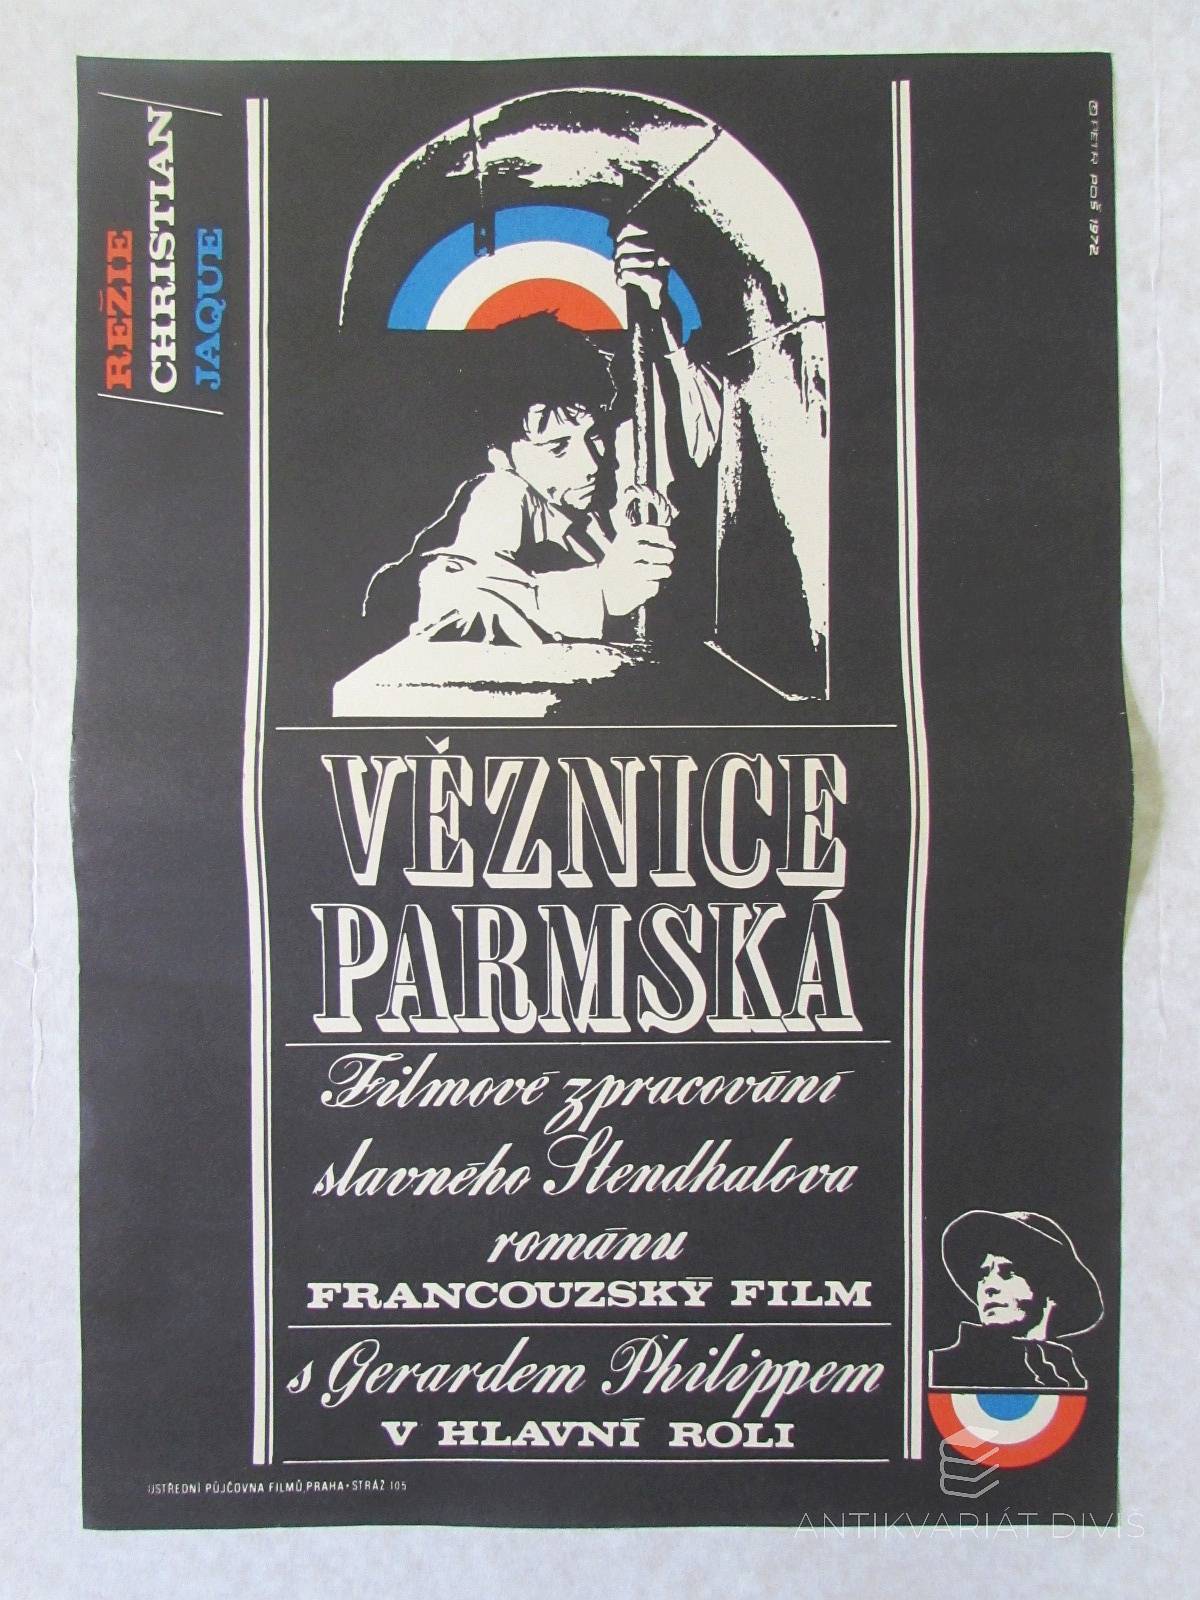 REŽIE
CHRISTIAN
JAQUE
© PETR POŠ 1972
VĚZNICE
PARMSKÁ
Filmové zpracování
slavného Stendhalova
románu
FRANCOUZSKÝ FILM
s Gerardem Philippem
V HLAVNÍ ROLI
ÚSTŘEDNÍ PŮJČOVNA FILMŮ, PRAHA • STRÁŽ 105
ANTIKVARIÁT DIVIŠ